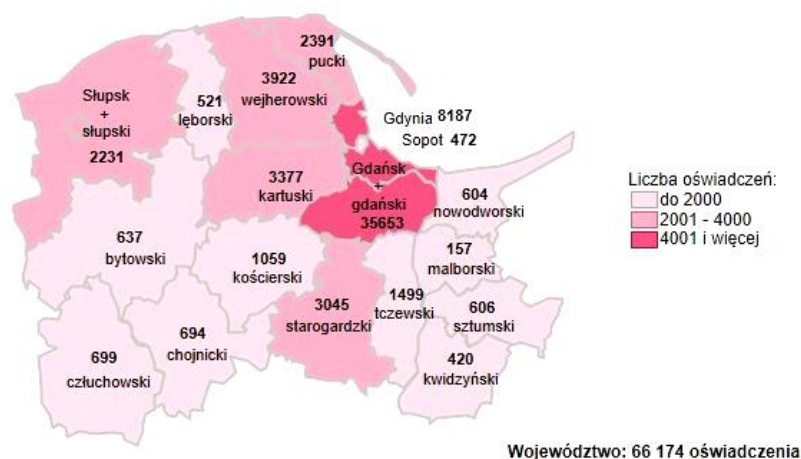 2391
pucki
3922
wejherowski
Słupsk
+
słupski
2231
521
lęborski
Gdynia 8187
Sopot 472
3377
kartuski
Gdańsk
+
gdański
35653
604
nowodworski
637
bytowski
1059
kościerski
157
malborski
3045
starogardzki
1499
tczewski
606
sztumski
694
chojnicki
699
człuchowski
420
kwidzyński
Liczba oświadczeń:
do 2000
2001 - 4000
4001 i więcej
Województwo: 66 174 oświadczenia